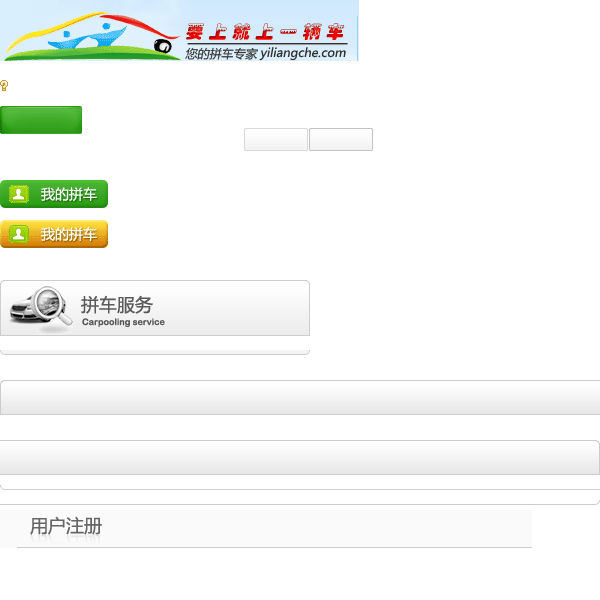 要上就上一辆车
您的拼车专家 yiliangche.com
我的拼车
我的拼车
拼车服务
Carpooling service
用户注册